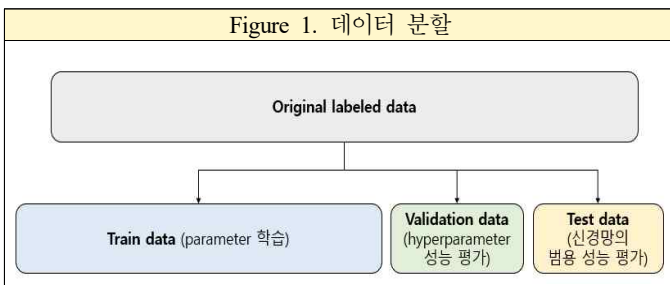 Figure 1. 데이터 분할
Original labeled data
Train data (parameter 학습)
Validation data
(hyperparameter
성능 평가)
Test data
(신경망의
범용 성능 평가)